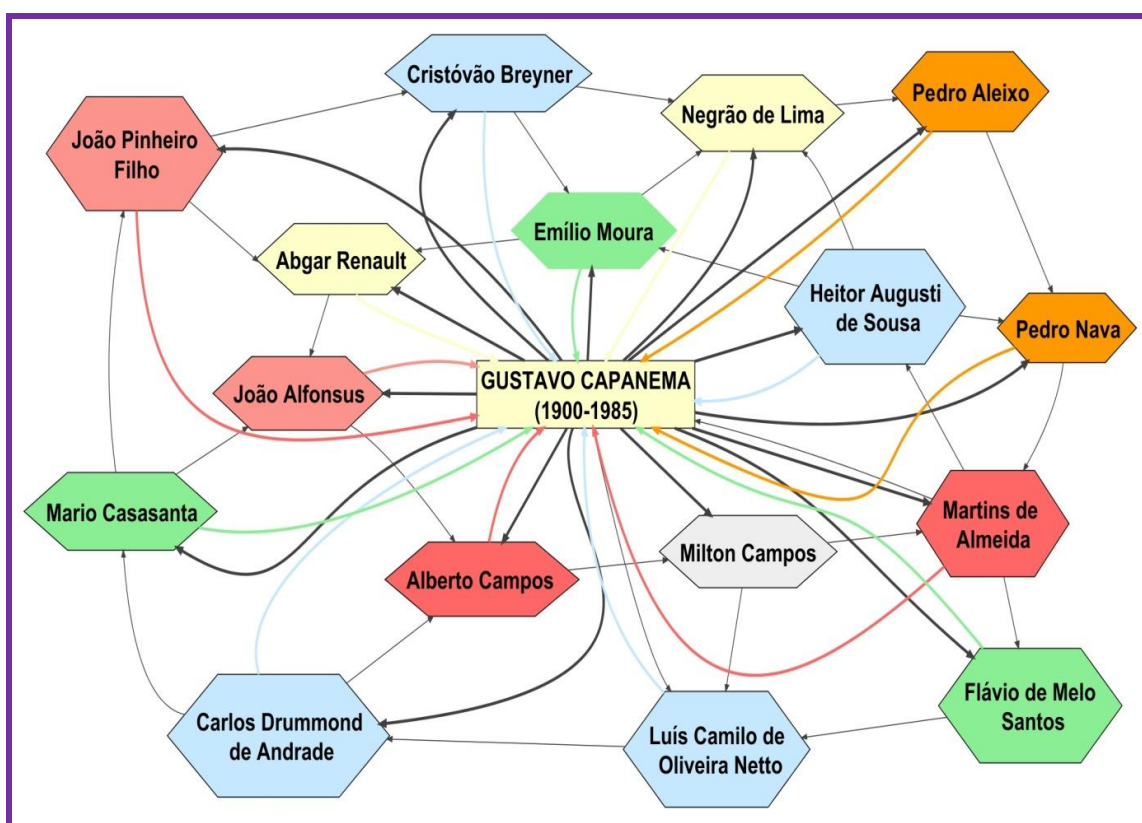 Cristóvão Breyner
Pedro Aleixo
Negrão de Lima
João Pinheiro
Filho
Emílio Moura
Abgar Renault
Heitor Augusti
de Sousa
Pedro Nava
GUSTAVO CAPANEMA
(1900-1985)
João Alfonsus
Mario Casasanta
Martins de
Almeida
Milton Campos
Alberto Campos
Flávio de Melo
Santos
Carlos Drummond
de Andrade
Luís Camilo de
Oliveira Netto